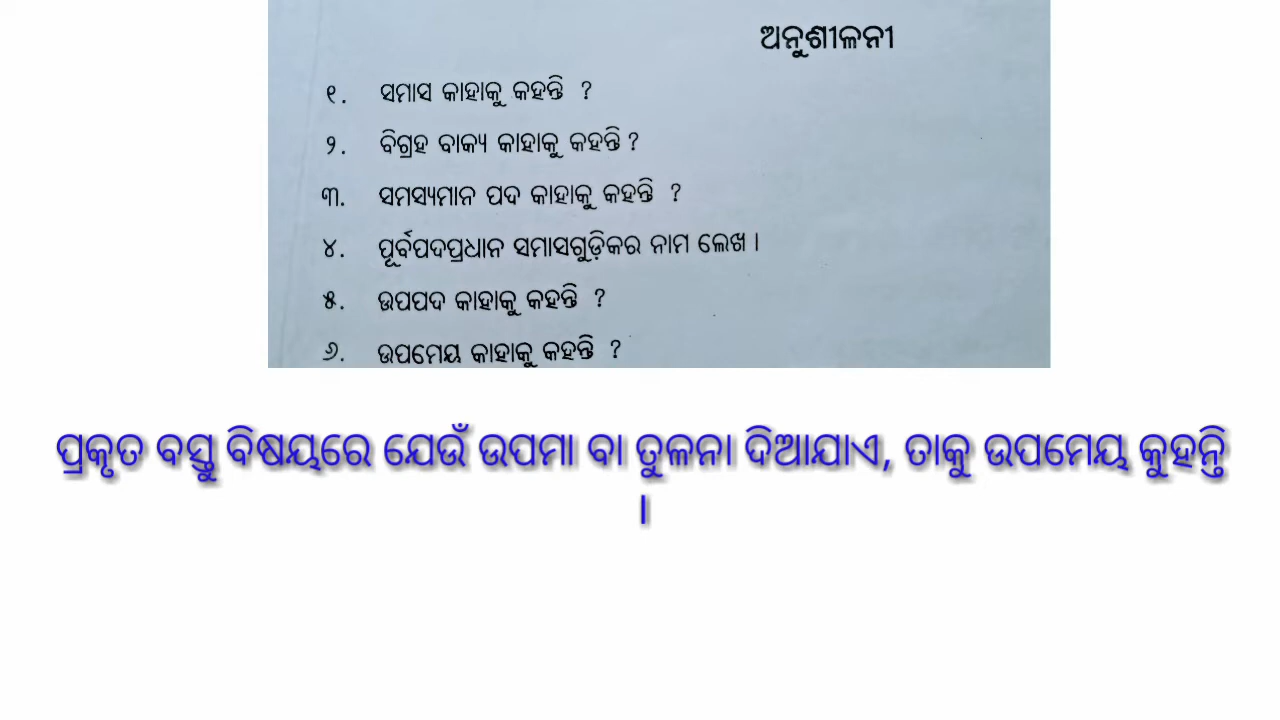 ଅନୁଶୀଳନୀ
୧. ସମାସ କାହାକୁ କହନ୍ତି ?
୨. ବିଗ୍ରହ ବାକ୍ୟ କାହାକୁ କହନ୍ତି ?
୩. ସମସ୍ୟମାନ ପଦ କାହାକୁ କହନ୍ତି ?
୪. ପୂର୍ବପଦପ୍ରଧାନ ସମାସଗୁଡ଼ିକର ନାମ ଲେଖ ।
୫. ଉପପଦ କାହାକୁ କହନ୍ତି ?
୬. ଉପମେୟ କାହାକୁ କହନ୍ତି ?
ପ୍ରକୃତ ବସ୍ତୁ ବିଷୟରେ ଯେଉଁ ଉପମା ବା ତୁଳନା ଦିଆଯାଏ, ତାକୁ ଉପମେୟ କୁହନ୍ତି
।